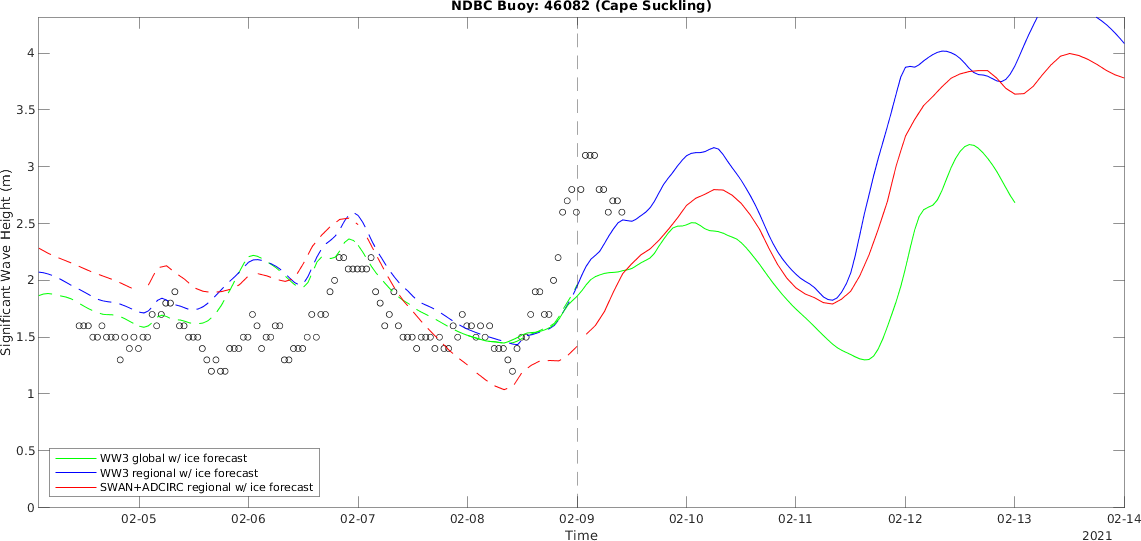 NDBC Buoy: 46082 (Cape Suckling)
Significant Wave Height (m)
4
3.5
3
2.5
2
1.5
1
0.5
0
WW3 global w/ ice forecast
WW3 regional w/ ice forecast
SWAN+ADCIRC regional w/ ice forecast
02-05 02-06 02-07 02-08 02-09 02-10 02-11 02-12 02-13 02-14
Time
2021